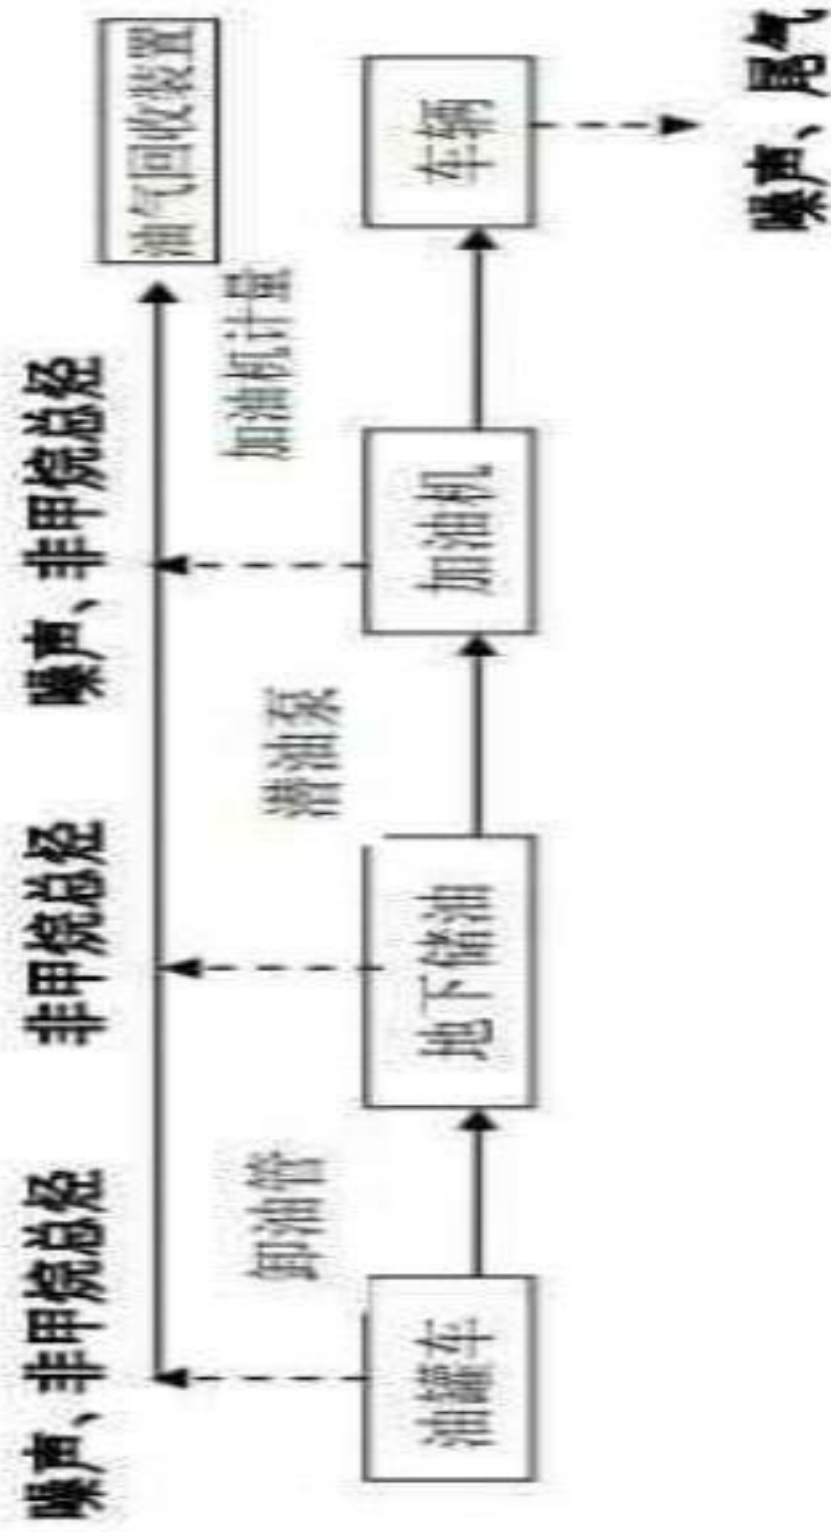 噪声、非甲烷总烃
非甲烷总烃
噪声、非甲烷总烃
油气回收装置
卸油管
潜油泵
加油机计量
油罐车
地下储油
加油机
车辆
噪声、尾气